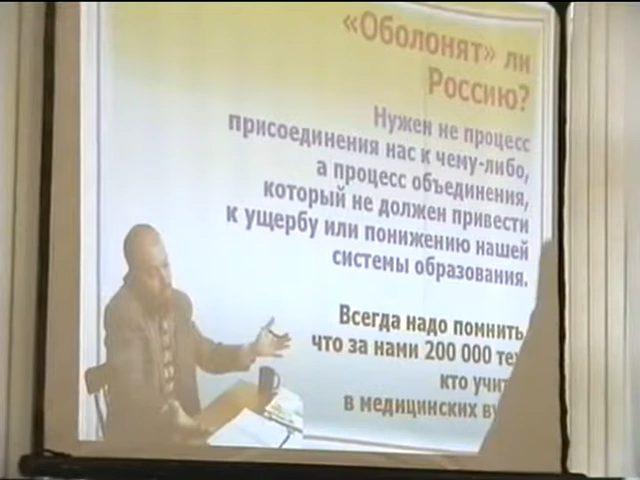 «Оболонят» ли
Россию?
Нужен не процесс
присоединения нас к чему-либо,
а процесс объединения,
который не должен привести
к ущербу или понижению нашей
системы образования.
Всегда надо помнить,
что за нами 200 000
кто
в медицинских